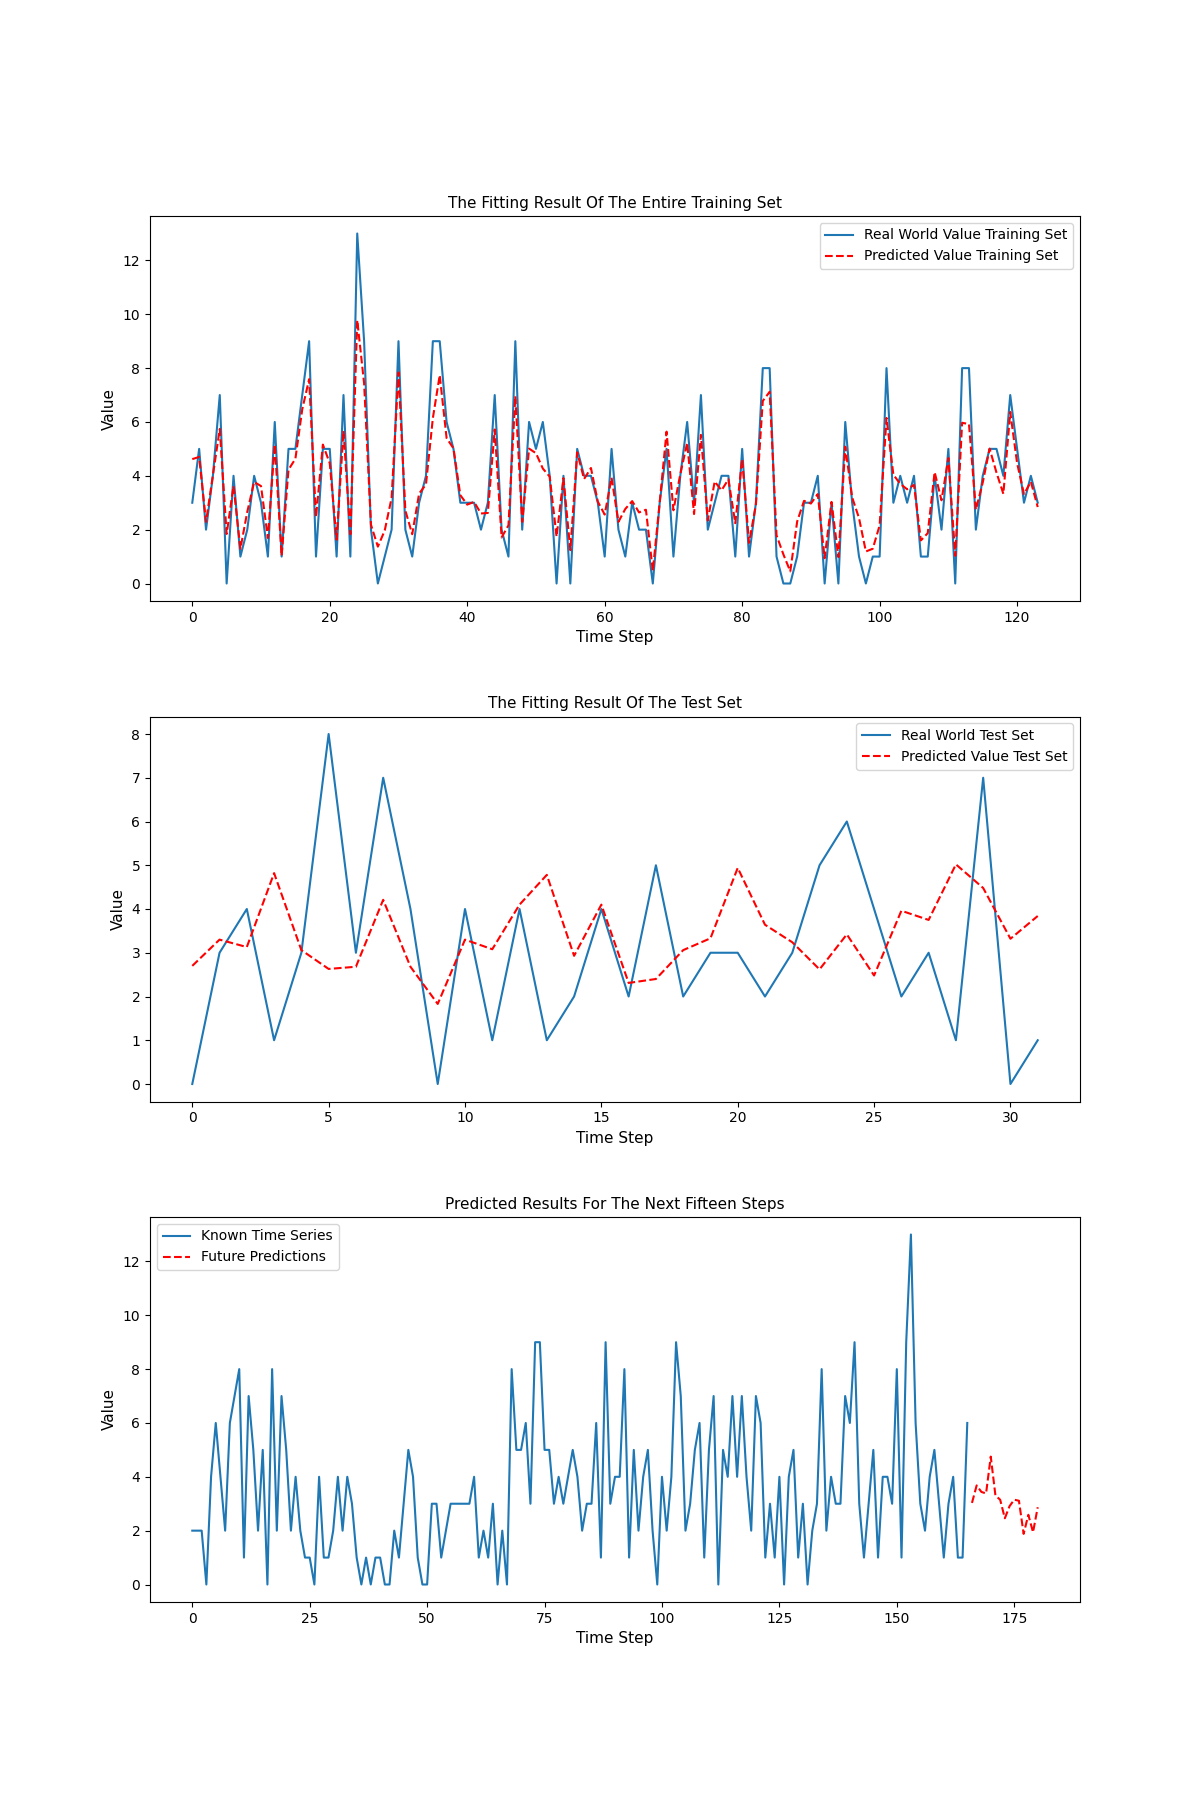 The Fitting Result Of The Entire Training Set
Real World Value Training Set
Predicted Value Training Set
Value
12
10
8
6
4
2
0
0 20 40 60 80 100 120
Time Step
The Fitting Result Of The Test Set
Real World Test Set
Predicted Value Test Set
Value
8
7
6
5
4
3
2
1
0
0 5 10 15 20 25 30
Time Step
Predicted Results For The Next Fifteen Steps
Known Time Series
Future Predictions
Value
12
10
8
6
4
2
0
0 25 50 75 100 125 150 175
Time Step